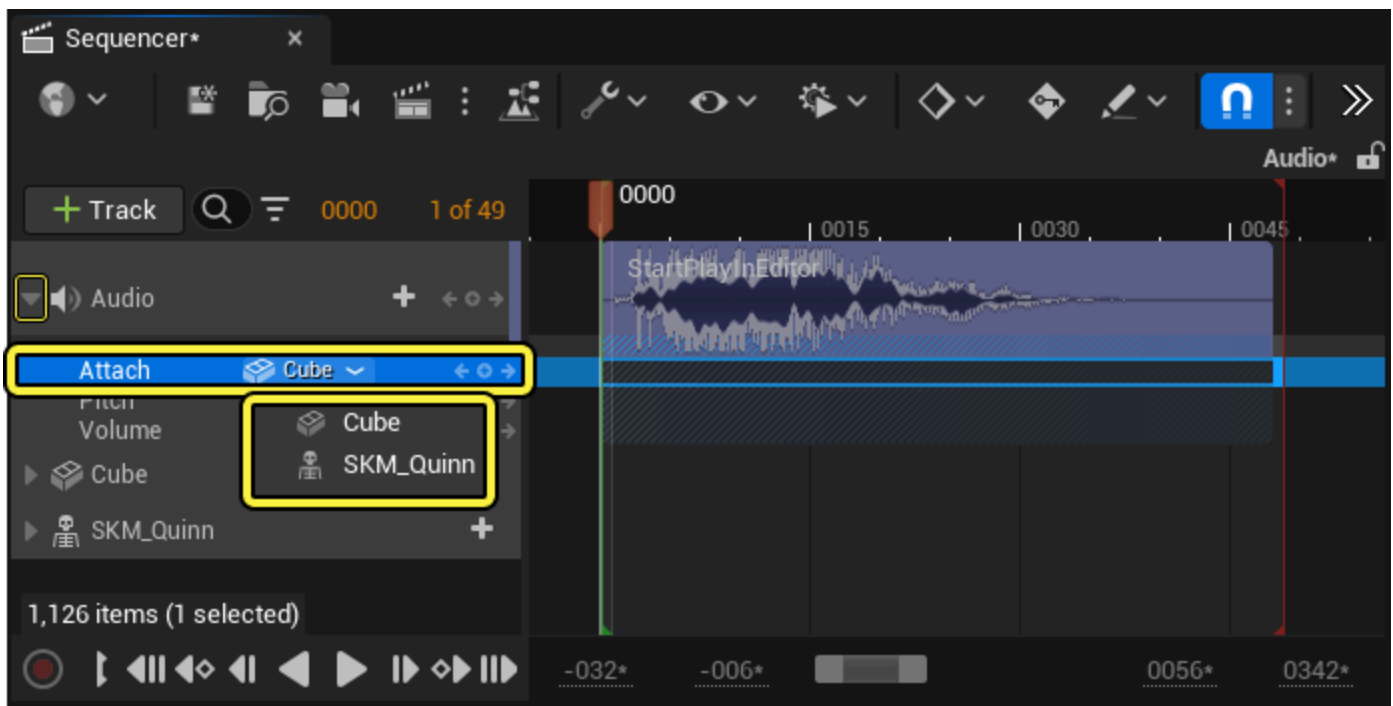 Sequencer*
Audio*
+ Track 0000 1 of 49
0000
0015 0030 0045
StartPlayInEditor
Audio
Attach Cube
Pitch
Volume
Cube
SKM_Quinn
Cube
SKM_Quinn
1,126 items (1 selected)
-032* -006* 0056* 0342*